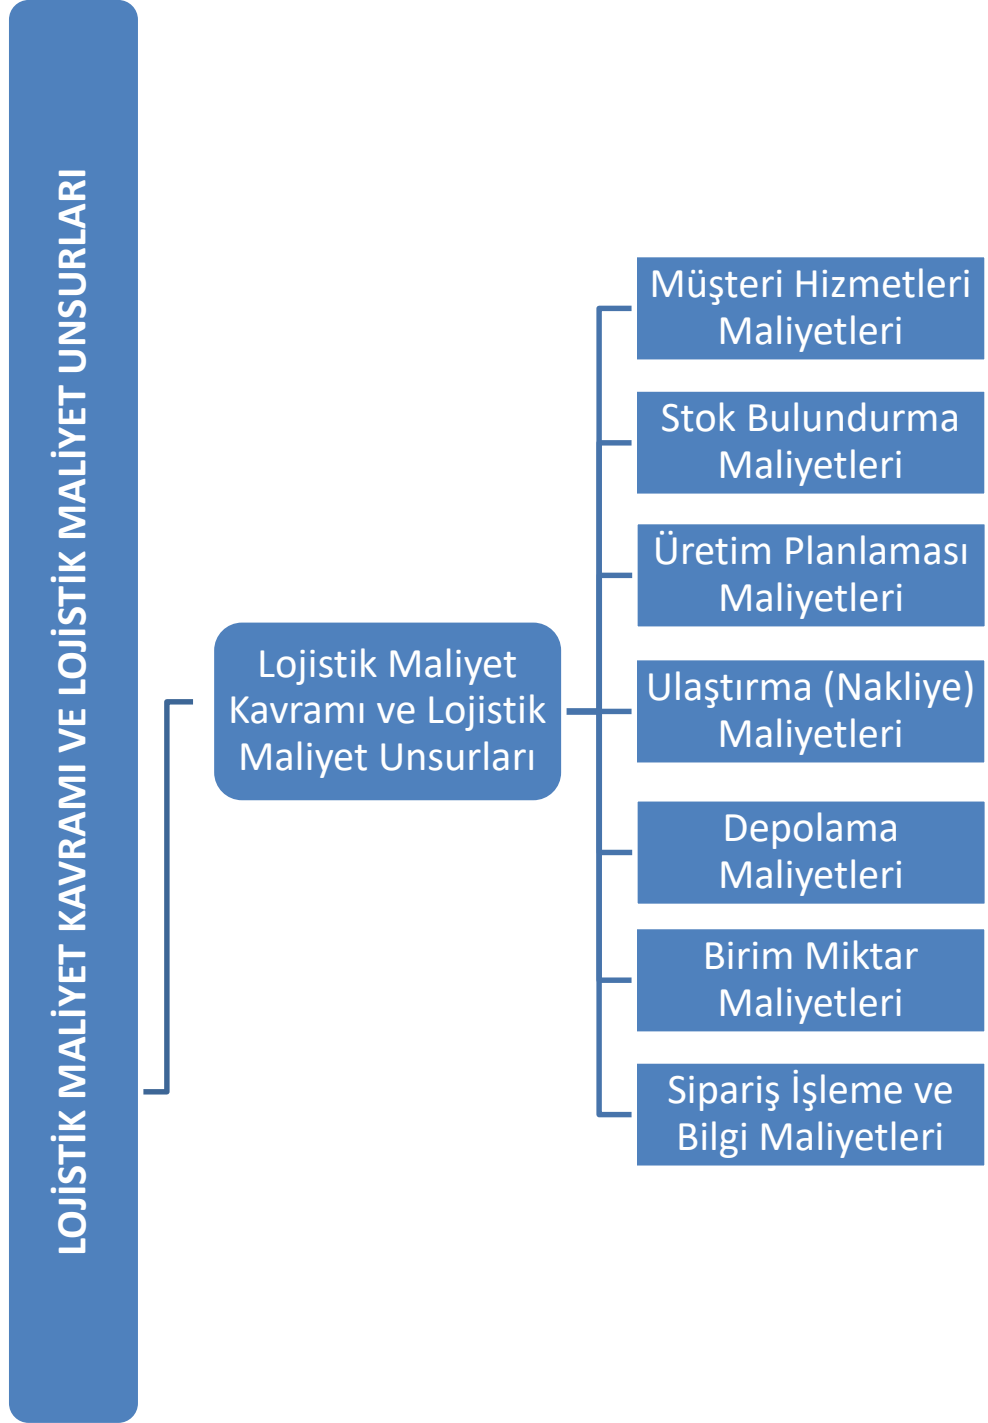 LOJİSTİK MALİYET KAVRAMI VE LOJİSTİK MALİYET UNSURLARI
Lojistik Maliyet
Kavramı ve Lojistik
Maliyet Unsurları
Müşteri Hizmetleri
Maliyetleri
Stok Bulundurma
Maliyetleri
Üretim Planlaması
Maliyetleri
Ulaştırma (Nakliye)
Maliyetleri
Depolama
Maliyetleri
Birim Miktar
Maliyetleri
Sipariş İşleme ve
Bilgi Maliyetleri